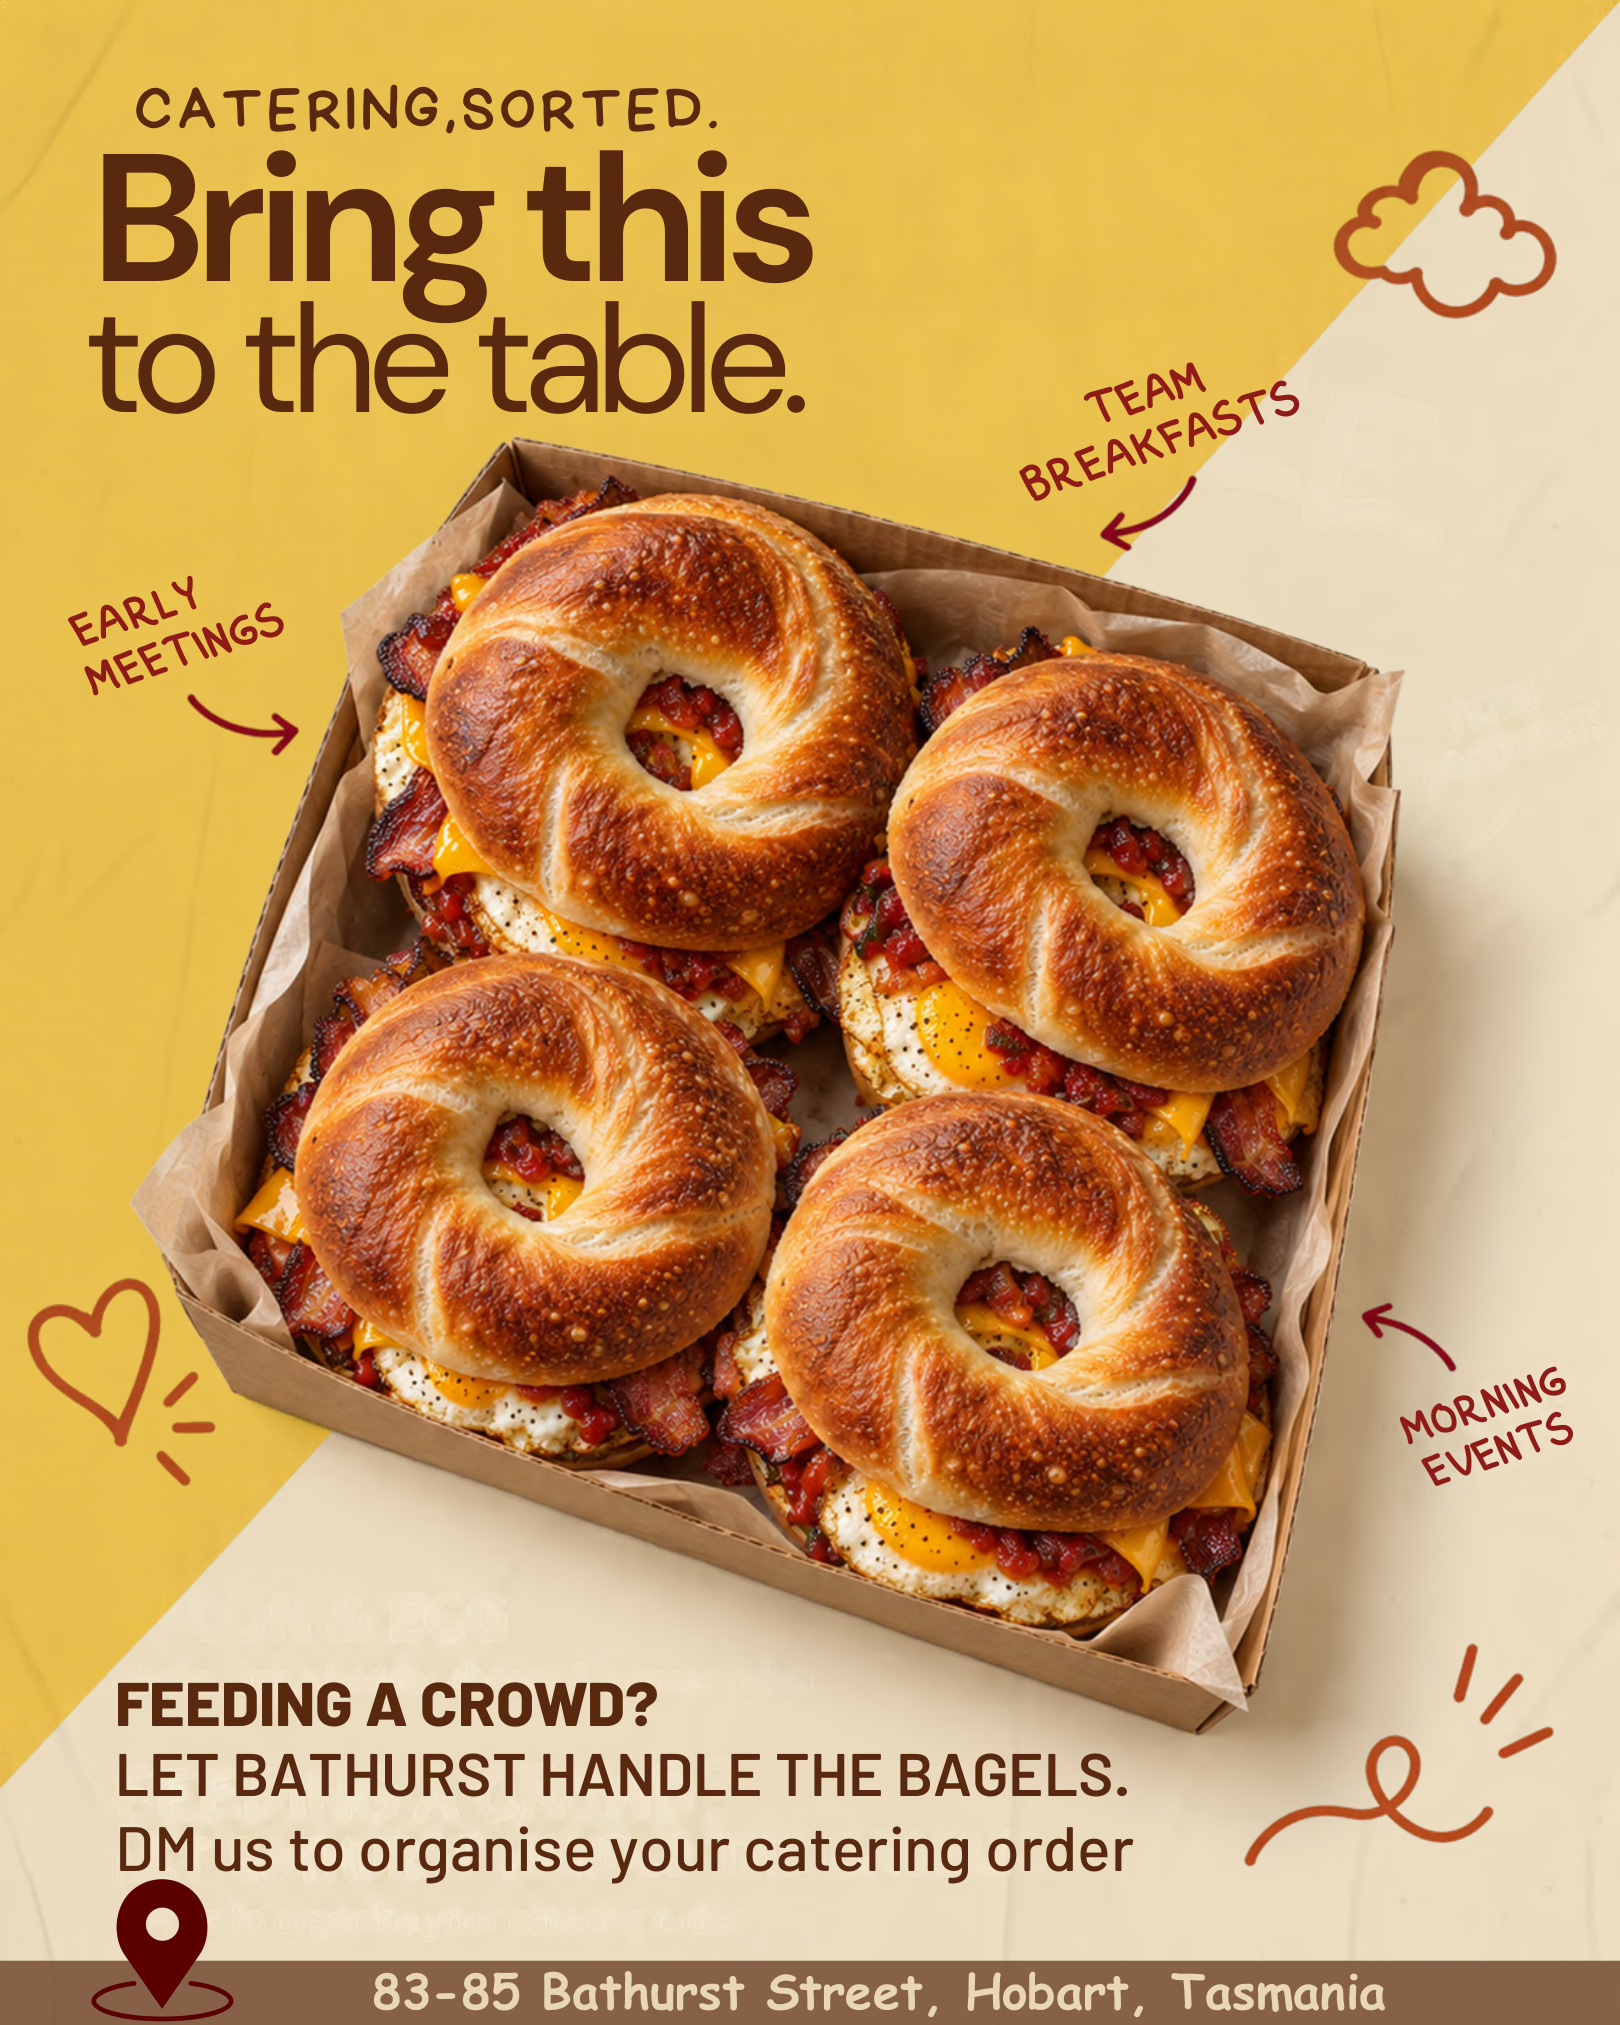 CATERING,SORTED.
Bring this
to the table.
TEAM
BREAKFASTS
EARLY
MEETINGS
MORNING
EVENTS
FEEDING A CROWD?
LET BATHURST HANDLE THE BAGELS.
DM us to organise your catering order
83-85 Bathurst Street, Hobart, Tasmania